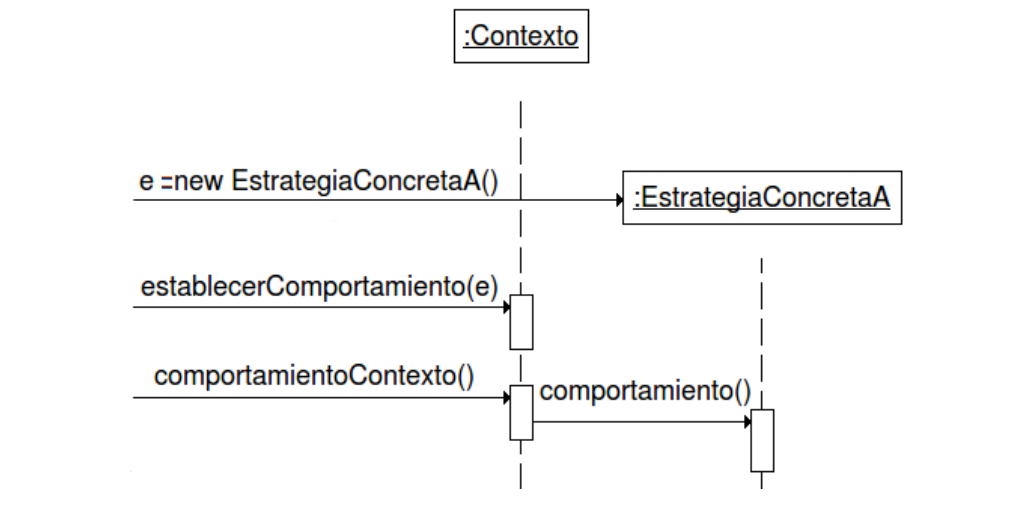 :Contexto
e =new EstrategiaConcretaA()
:EstrategiaConcretaA
establecerComportamiento(e)
comportamientoContexto()
comportamiento()